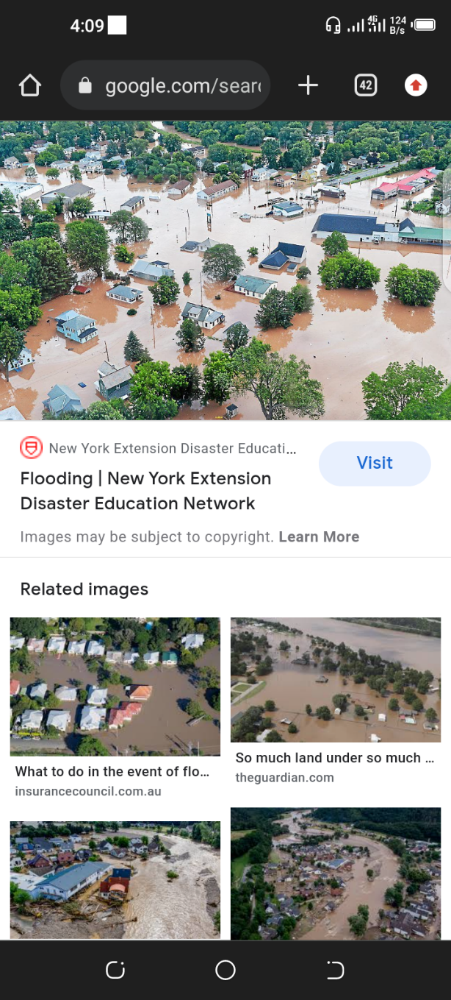 4:09
4G
124
B/s
google.com/sear
42
New York Extension Disaster Educati...
Visit
Flooding | New York Extension
Disaster Education Network
Images may be subject to copyright. Learn More
Related images
What to do in the event of flo...
insurancecouncil.com.au
So much land under so much ...
theguardian.com